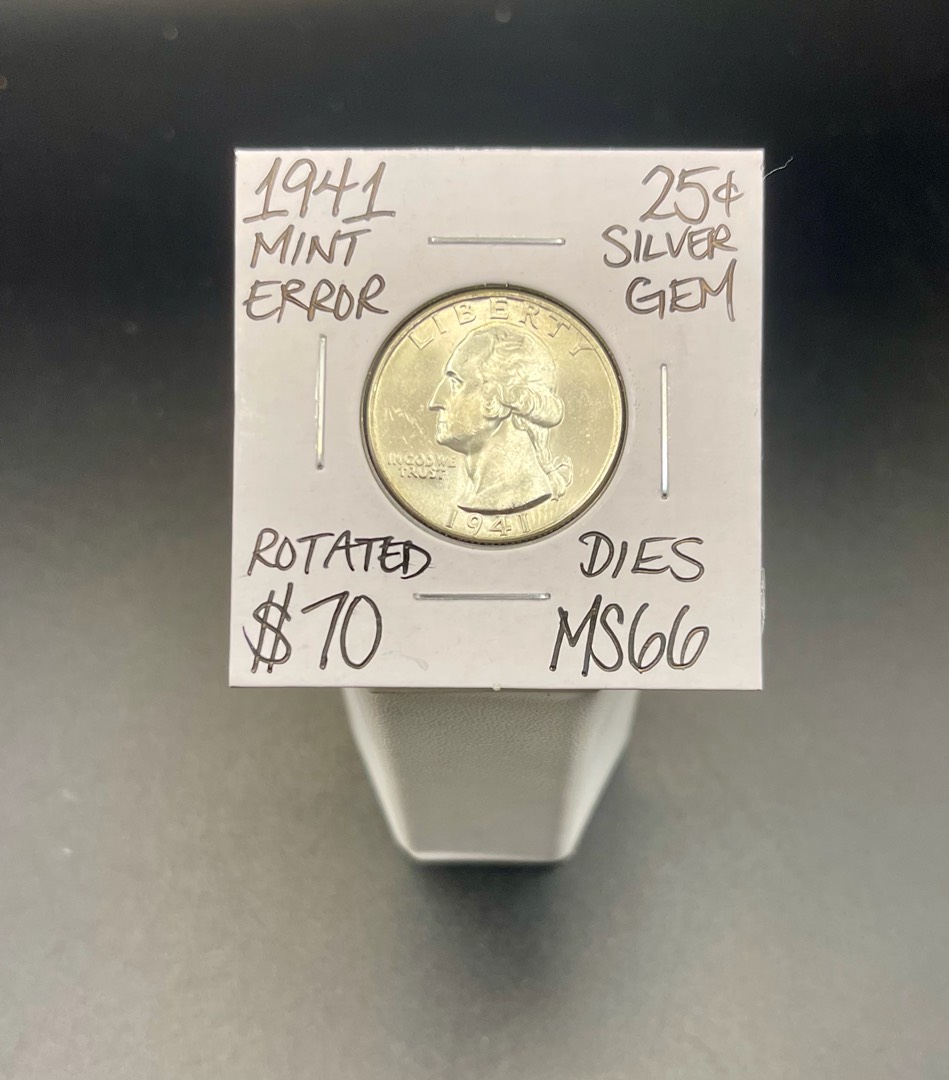 1941
MINT
ERROR
25¢
SILVER
GEM
LIBERTY
IN GOD WE
TRUST
1941
ROTATED
DIES
$70
MS66